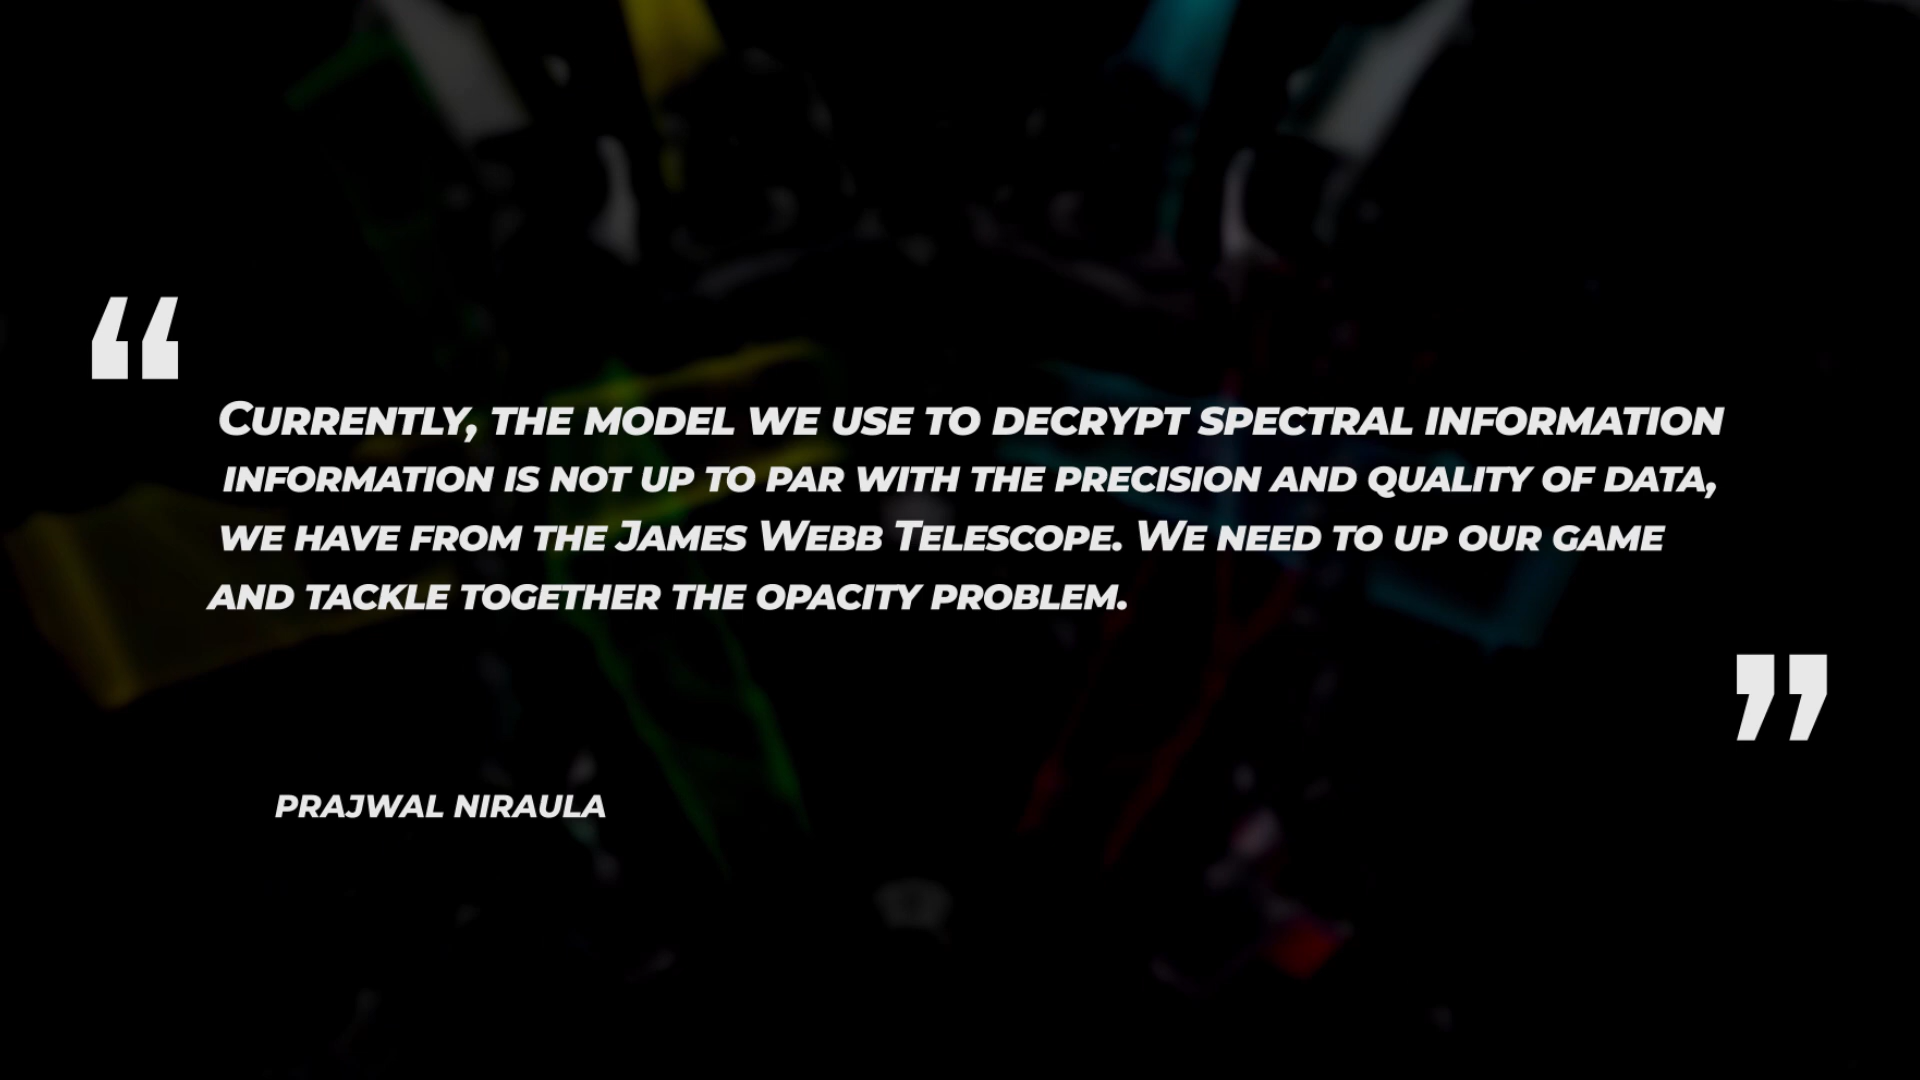 “
Currently, the model we use to decrypt spectral information
information is not up to par with the precision and quality of data,
we have from the James Webb Telescope. We need to up our game
and tackle together the opacity problem.
”
PRAJWAL NIRAULA